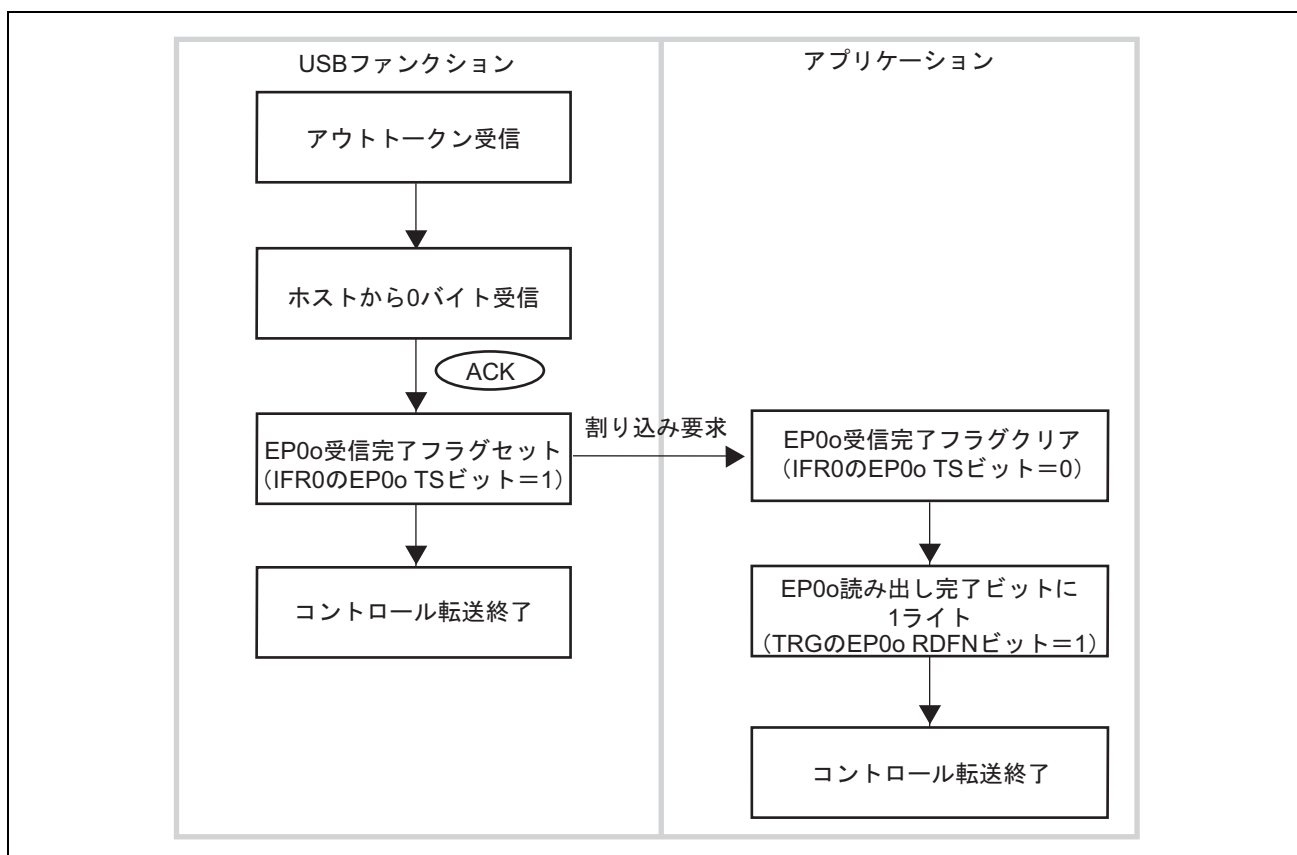 USBファンクション
アウトトークン受信
ホストから0バイト受信
ACK
EP0o受信完了フラグセット
（IFR0のEP0o TSビット＝1）
コントロール転送終了
割り込み要求
アプリケーション
EP0o受信完了フラグクリア
（IFR0のEP0o TSビット＝0）
EP0o読み出し完了ビットに
1ライト
（TRGのEP0o RDFNビット＝1）
コントロール転送終了